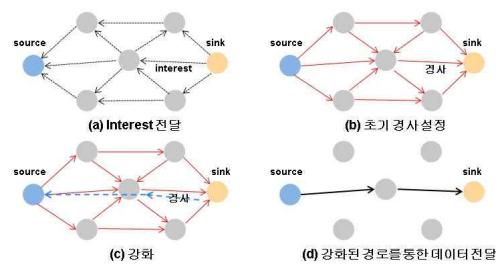 source
sink
interest
(a) Interest 전달
source
sink
경사
(b) 초기 경사 설정
source
sink
경사
(c) 강화
source
sink
(d) 강화된 경로를 통한 데이터 전달